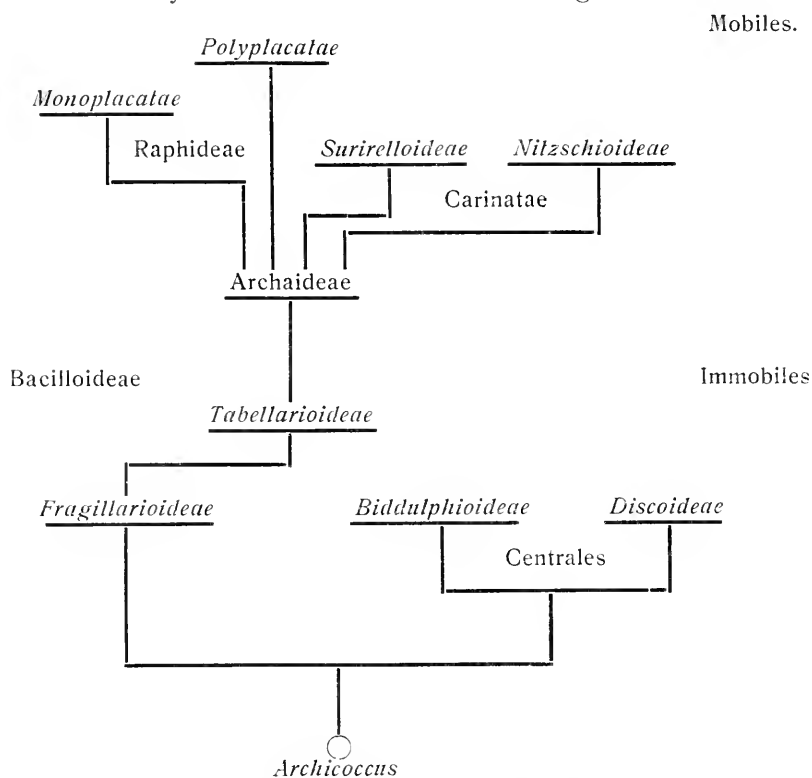 Mobiles.
Polyplacatae
Monoplacatae
Raphideae
Surirelloideae
Nitzschioideae
Carinatae
Archaideae
Bacilloideae
Immobiles
Tabellarioideae
Fragillarioideae
Biddulphioideae
Discoideae
Centrales
Archicoccus